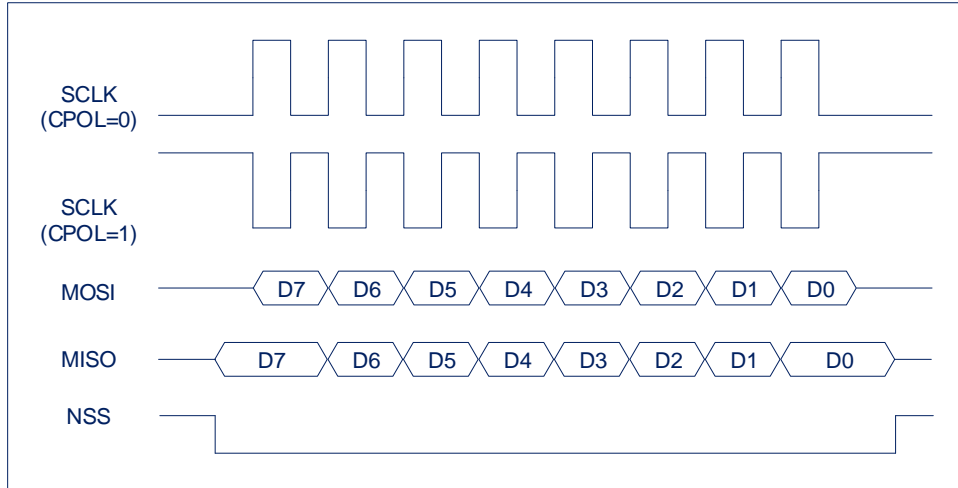 SCLK
(CPOL=0)
SCLK
(CPOL=1)
MOSI D7 D6 D5 D4 D3 D2 D1 D0
MISO D7 D6 D5 D4 D3 D2 D1 D0
NSS